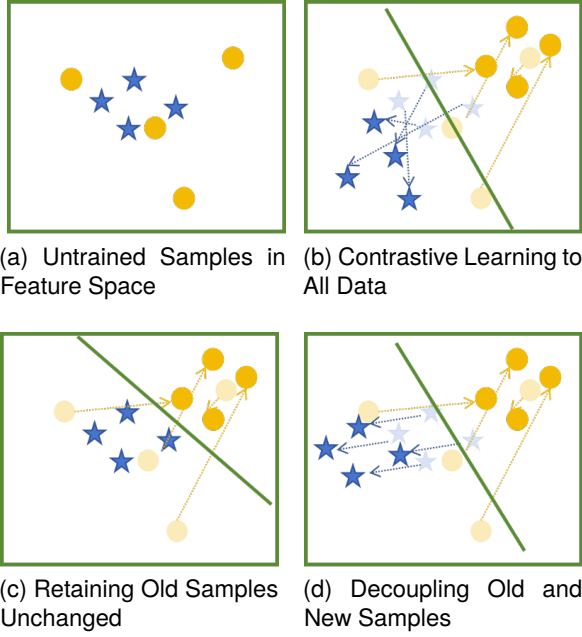 (a) Untrained Samples in
Feature Space
(b) Contrastive Learning to
All Data
(c) Retaining Old Samples
Unchanged
(d) Decoupling Old and
New Samples